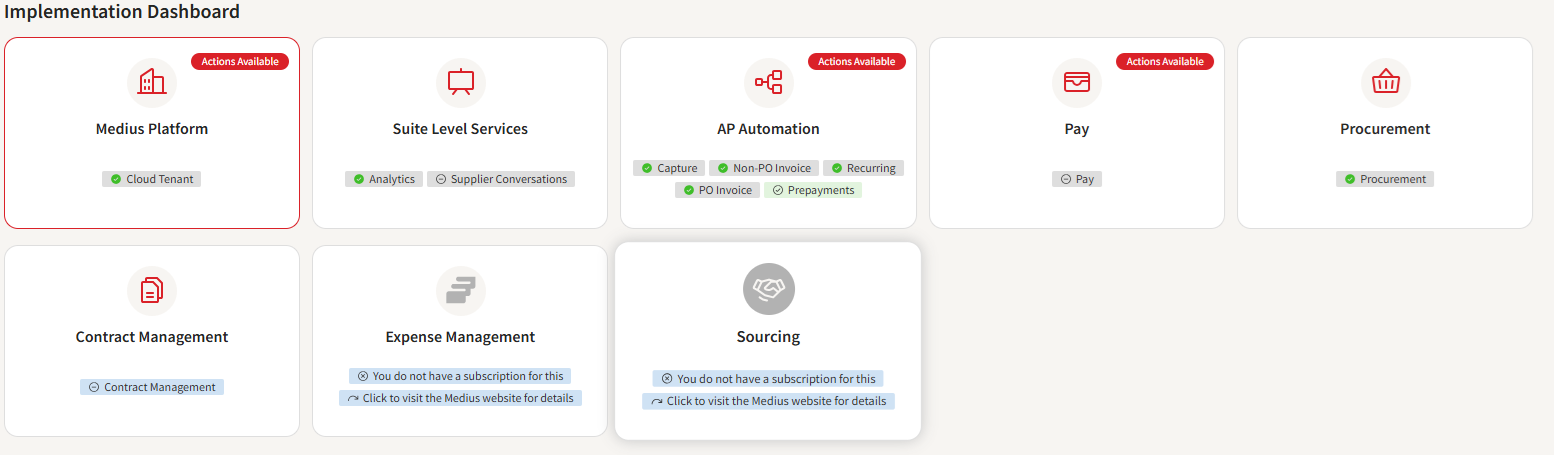 Implementation Dashboard
Actions Available
Medius Platform
Cloud Tenant
Suite Level Services
Analytics
Supplier Conversations
Actions Available
AP Automation
Capture
Non-PO Invoice
Recurring
PO Invoice
Prepayments
Actions Available
Pay
Pay
Procurement
Procurement
Contract Management
Contract Management
Expense Management
You do not have a subscription for this
Click to visit the Medius website for details
Sourcing
You do not have a subscription for this
Click to visit the Medius website for details